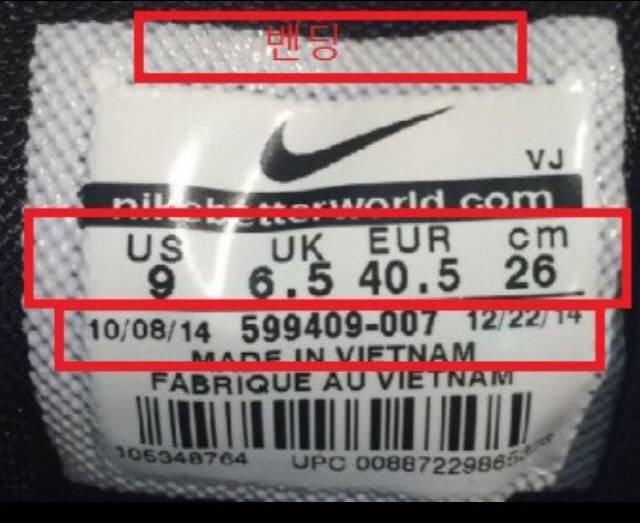 벤딩
VJ
nikebetterworld.com
US UK EUR cm
9 6.5 40.5 26
10/08/14 599409-007 12/22/14
MADE IN VIETNAM
FABRIQUE AU VIETNAM
105348764 UPC